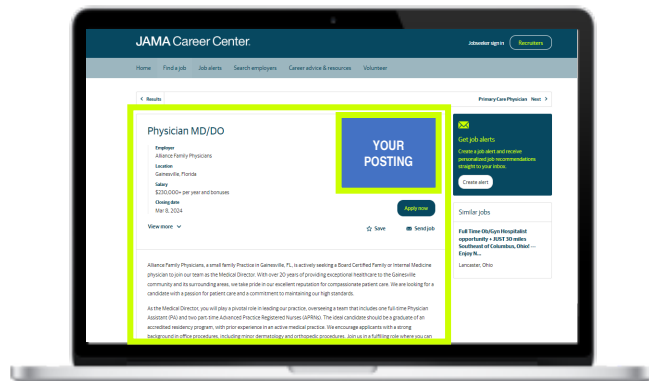 JAMA Career Center.
Jobseeker sign in
Recruiters
Home Find a job Job alerts Search employers Career advice & resources Volunteer
Results
Primary Care Physician Next
Physician MD/DO
Employer
Alliance Family Physicians
Location
Gainesville, Florida
Salary
$230,000+ per year and bonuses
Closing date
Mar 8, 2024
View more
YOUR
POSTING
Apply now
Save
Send job
Alliance Family Physicians, a small family Practice in Gainesville, FL, is actively seeking a Board Certified Family or Internal Medicine
physician to join our team as the Medical Director. With over 20 years of providing exceptional healthcare to the Gainesville
community and its surrounding areas, we take pride in our excellent reputation for compassionate patient care. We are looking for a
candidate with a passion for patient care and a commitment to maintaining our high standards.
As the Medical Director, you will play a pivotal role in leading our practice, overseeing a team that includes one full-time Physician
Assistant (PA) and two part-time Advanced Practice Registered Nurses (APRNs). The ideal candidate should be a graduate of an
accredited residency program, with prior experience in an active medical practice. We encourage applicants with a strong
background in office procedures, including minor dermatology and orthopedic procedures. Join us in a fulfilling role where you can
Get job alerts
Create a job alert and receive
personalized job recommendations
straight to your inbox.
Create alert
Similar jobs
Full Time Ob/Gyn Hospitalist
opportunity + JUST 30 miles
Southeast of Columbus, Ohio! —
Enjoy N...
Lancaster, Ohio